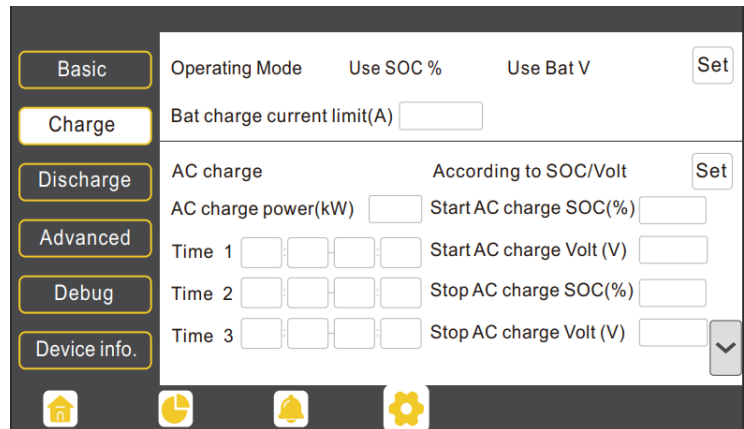 Basic
Charge
Discharge
Advanced
Debug
Device info.
Operating Mode Use SOC % Use Bat V Set
Bat charge current limit(A)
AC charge According to SOC/Volt Set
AC charge power(kW) Start AC charge SOC(%)
Time 1 : - : Start AC charge Volt (V)
Time 2 : - : Stop AC charge SOC(%)
Time 3 : - : Stop AC charge Volt (V)